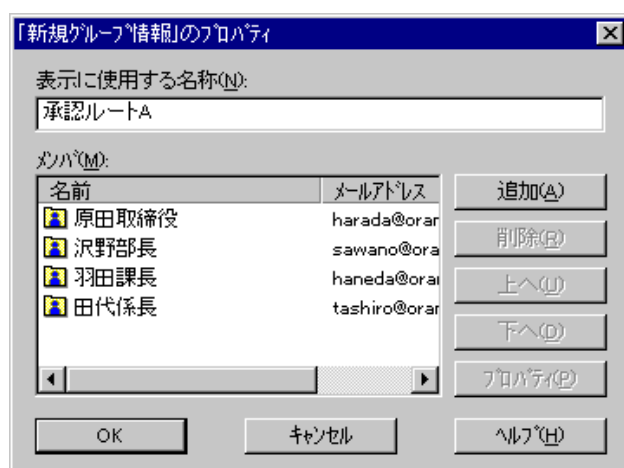 「新規ｸﾞﾙｰﾌﾟ情報」のﾌﾟﾛﾊﾟﾃｨ
表示に使用する名称(N):
承認ルートA
ﾒﾝﾊﾞ(M):
名前 ﾒｰﾙｱﾄﾞﾚｽ
原田取締役 harada@orar
沢野部長 sawano@ora
羽田課長 haneda@orar
田代係長 tashiro@orar
追加(A)
削除(R)
上へ(U)
下へ(D)
ﾌﾟﾛﾊﾟﾃｨ(P)
OK ｷｬﾝｾﾙ ﾍﾙﾌﾟ(H)